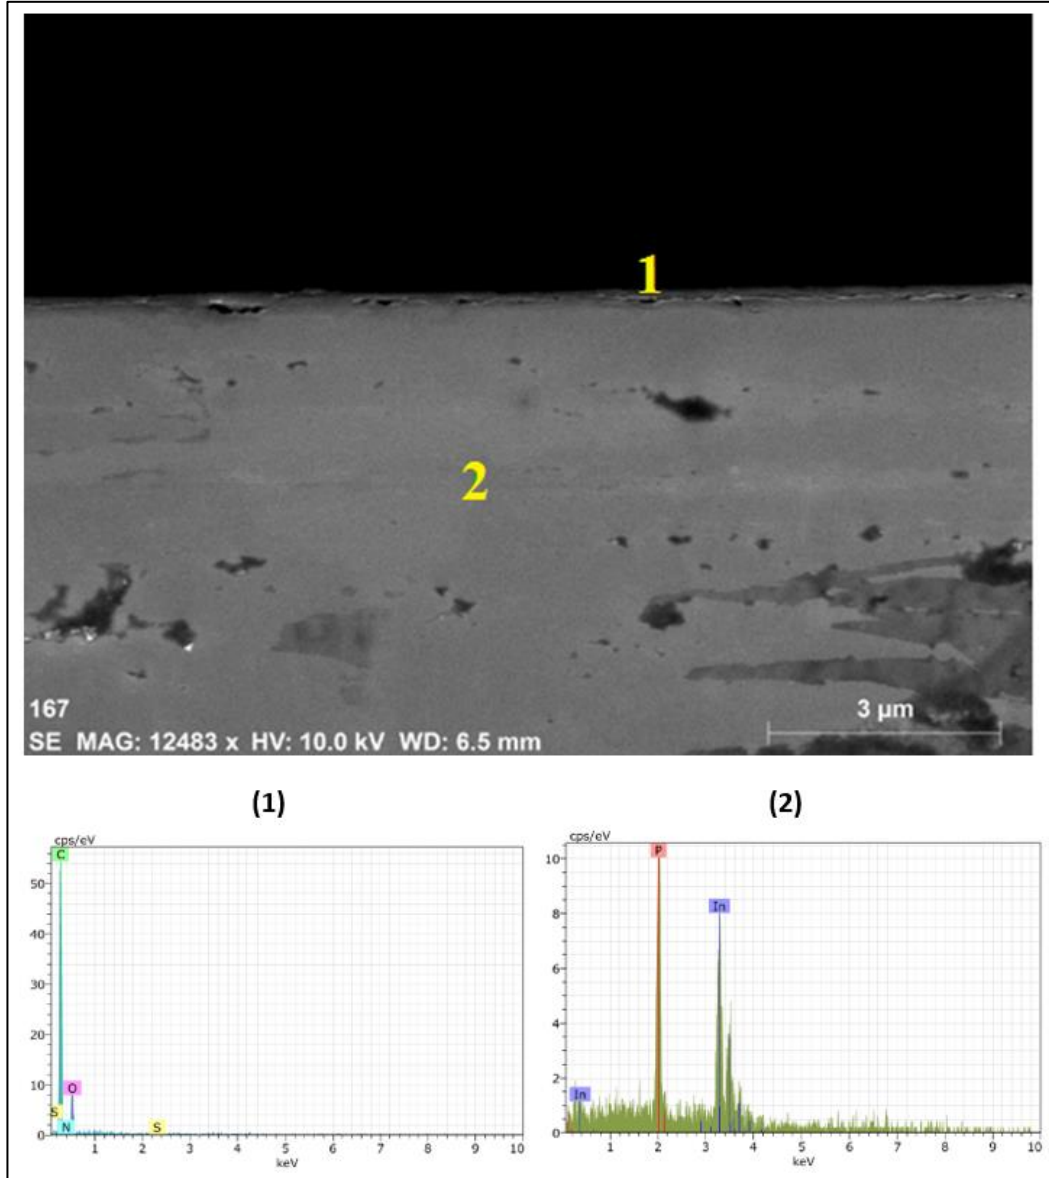 1
2
167
3 µm
SE MAG: 12483 x HV: 10.0 kV WD: 6.5 mm
(1)
(2)
cps/eV
C
50
40
30
20
10
O
S
N
S
0
1 2 3 4 5 6 7 8 9 10
keV
cps/eV
10
P
In
8
6
4
2
In
0
1 2 3 4 5 6 7 8 9 10
keV